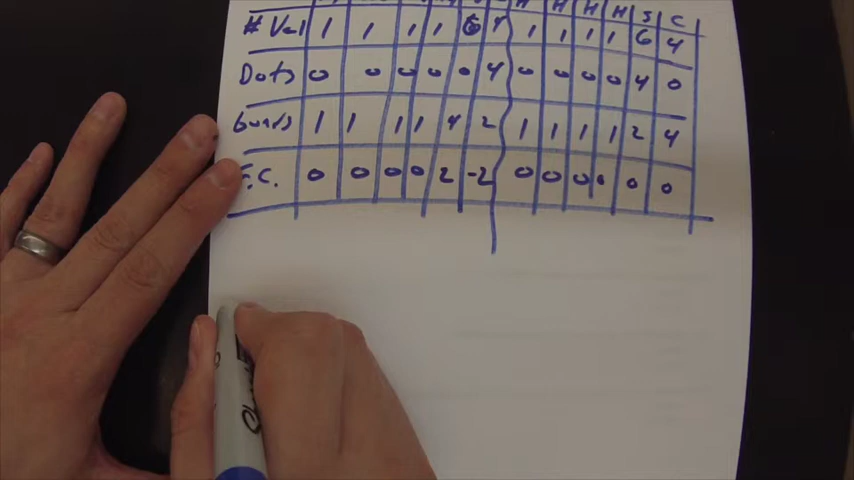 H H H H S C
# Val 1 1 1 1 6 4 1 1 1 1 6 4
Dots 0 0 0 0 0 4 0 0 0 0 4 0
Guards 1 1 1 1 4 2 1 1 1 1 2 4
F.C. 0 0 0 0 2 -2 0 0 0 0 0 0